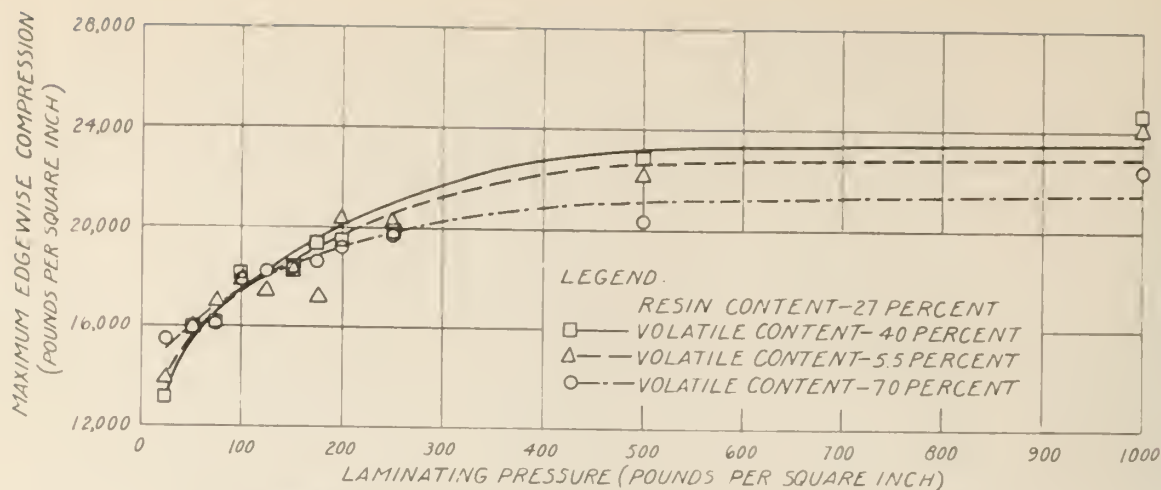 28,000
24,000
20,000
16,000
12,000
MAXIMUM EDGEWISE COMPRESSION
(POUNDS PER SQUARE INCH)
LEGEND.
RESIN CONTENT-27 PERCENT
VOLATILE CONTENT-4.0 PERCENT
VOLATILE CONTENT-5.5 PERCENT
VOLATILE CONTENT-7.0 PERCENT
0 100 200 300 400 500 600 700 800 900 1000
LAMINATING PRESSURE (POUNDS PER SQUARE INCH)